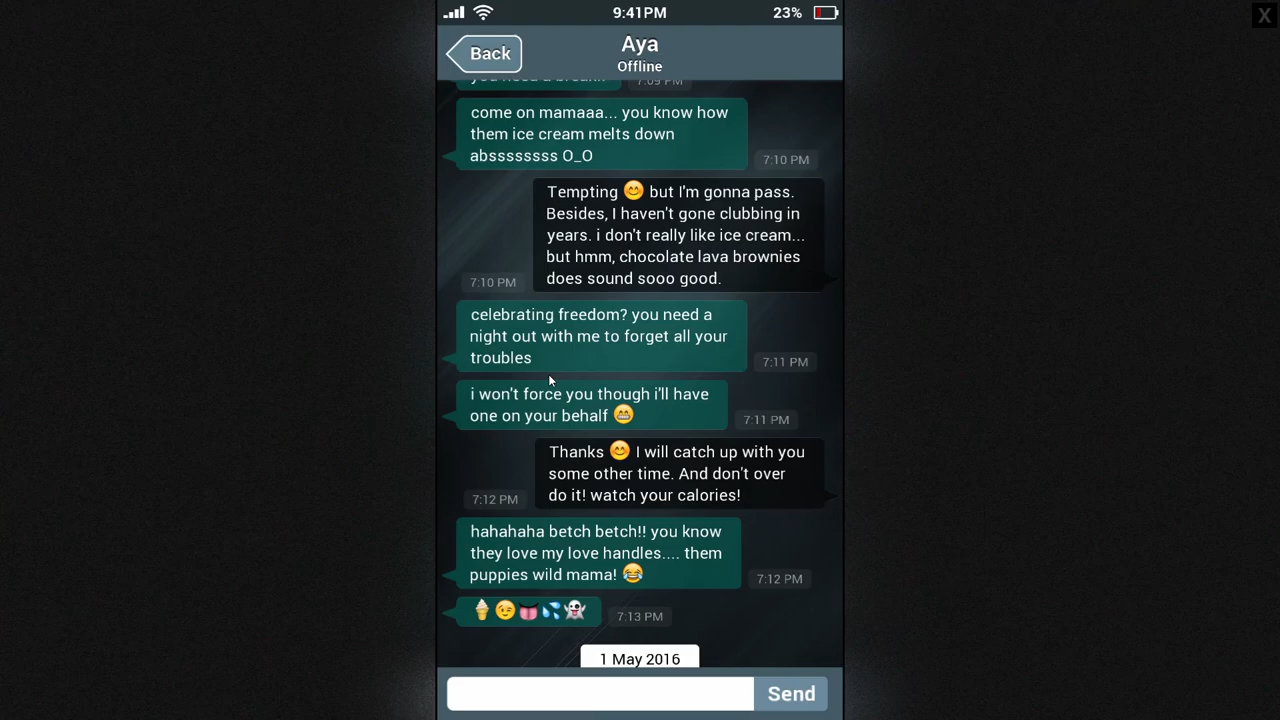 9:41PM
23%
X
Back
Aya
Offline
you need a break!!
7:09 PM
come on mamaaa... you know how
them ice cream melts down
absssssssss O_O
7:10 PM
Tempting 😊 but I'm gonna pass.
Besides, I haven't gone clubbing in
years. i don't really like ice cream...
but hmm, chocolate lava brownies
does sound sooo good.
7:10 PM
celebrating freedom? you need a
night out with me to forget all your
troubles
7:11 PM
i won't force you though i'll have
one on your behalf 😁
7:11 PM
Thanks 😊 I will catch up with you
some other time. And don't over
do it! watch your calories!
7:12 PM
hahahaha betch betch!! you know
they love my love handles.... them
puppies wild mama! 😂
7:12 PM
🍦😉👅💦👻
7:13 PM
1 May 2016
Send